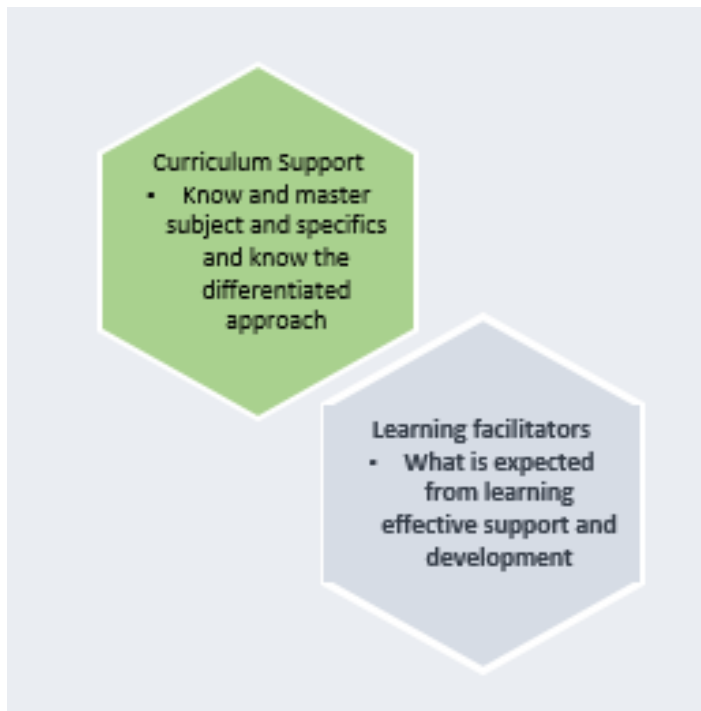 Curriculum Support
▪ Know and master
subject and specifics
and know the
differentiated
approach
Learning facilitators
▪ What is expected
from learning
effective support and
development